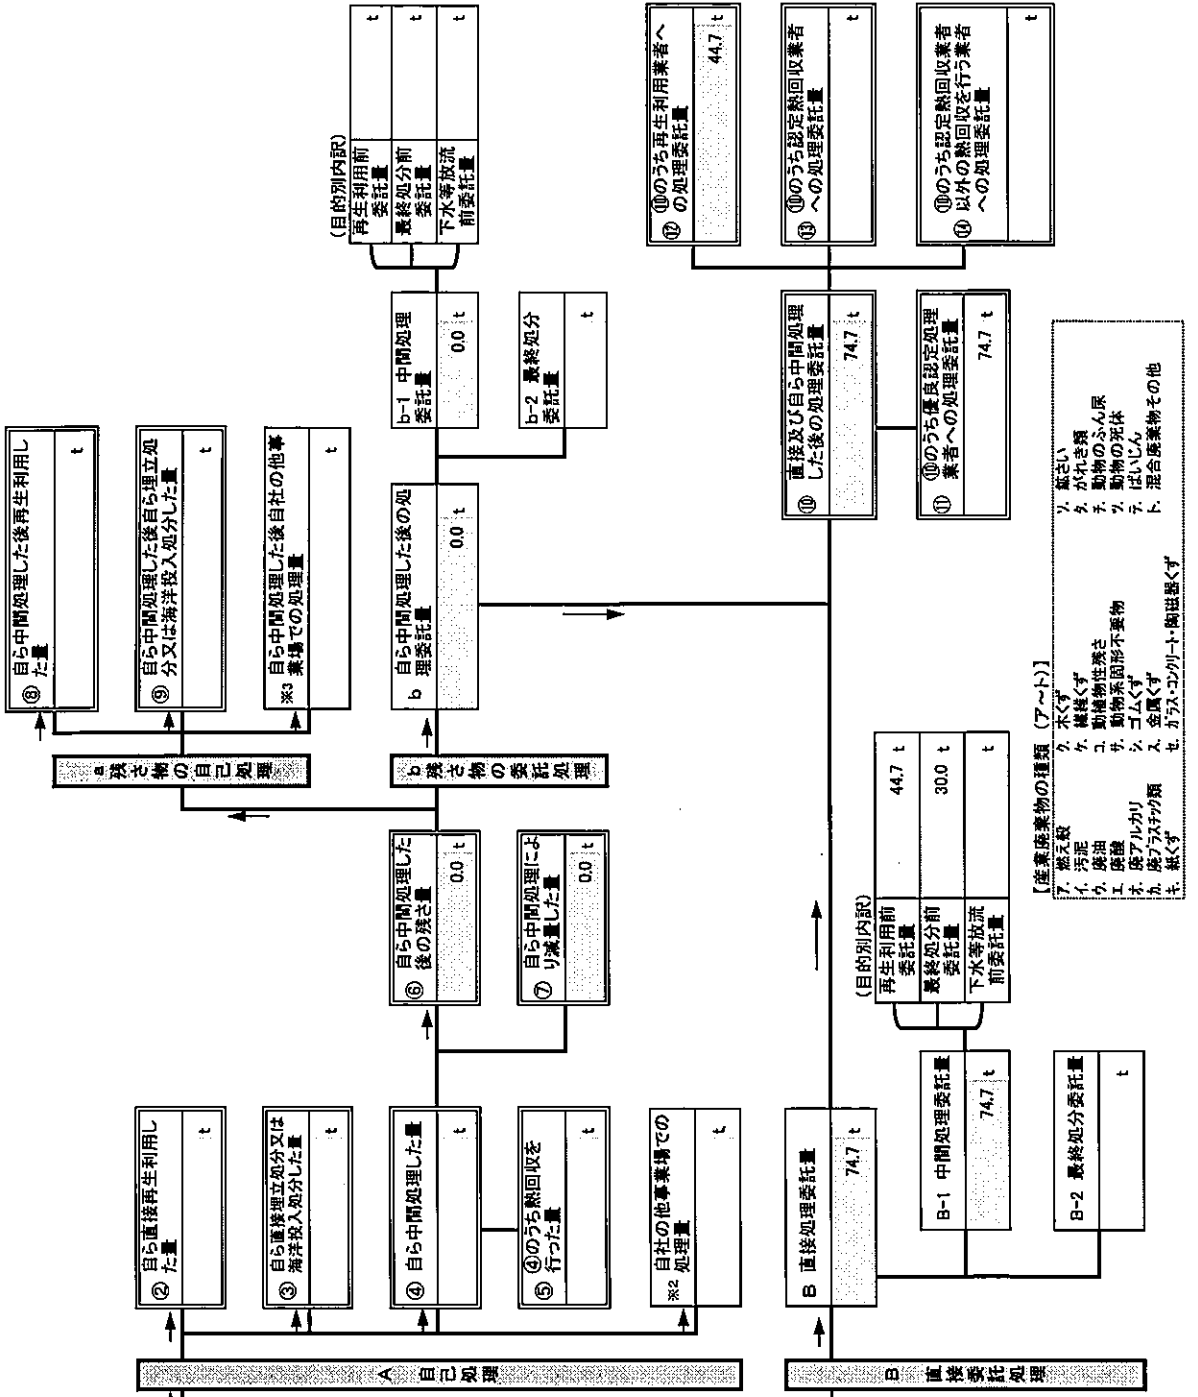 A 自己処理
② 自ら直接再生利用し
た量
t
③ 自ら直接埋立処分又は
海洋投入処分した量
t
④ 自ら中間処理した量
t
⑤ ④のうち熱回収を
行った量
t
※2 自社の他事業場での
処理量
t
⑥ 自ら中間処理した
後の残さ量
0.0 t
⑦ 自ら中間処理によ
り減量した量
0.0 t
a 残さ物の自己処理
⑧ 自ら中間処理した後再生利用し
た量
t
⑨ 自ら中間処理した後自ら埋立処
分又は海洋投入処分した量
t
※3 自ら中間処理した後自社の他事
業場での処理量
t
b 残さ物の委託処理
b 自ら中間処理した後の処
理委託量
0.0 t
b-1 中間処理
委託量
0.0 t
b-2 最終処分
委託量
t
(目的別内訳)
再生利用前
委託量
t
最終処分前
委託量
t
下水等放流
前委託量
t
B 直接委託処理
B 直接処理委託量
74.7 t
B-1 中間処理委託量
74.7 t
B-2 最終処分委託量
t
(目的別内訳)
再生利用前
委託量
44.7 t
最終処分前
委託量
30.0 t
下水等放流
前委託量
t
⑩ 直接及び自ら中間処理
した後の処理委託量
74.7 t
⑪ ⑩のうち優良認定処理
業者への処理委託量
74.7 t
⑫ ⑩のうち再生利用業者へ
の処理委託量
44.7 t
⑬ ⑩のうち認定熱回収業者
への処理委託量
t
⑭ ⑩のうち認定熱回収業者
以外の熱回収を行う業者
への処理委託量
t
【産業廃棄物の種類 (ア~ト)】
ア. 燃え殻 ク. 木くず ソ. 鉱さい
イ. 汚泥 ケ. 繊維くず タ. がれき類
ウ. 廃油 コ. 動植物性残さ チ. 動物のふん尿
エ. 廃酸 サ. 動物系固形不要物 ツ. 動物の死体
オ. 廃アルカリ シ. ゴムくず テ. ばいじん
カ. 廃プラスチック類 ス. 金属くず ト. 混合廃棄物その他
キ. 紙くず セ. ガラス・コンクリート・陶磁器くず